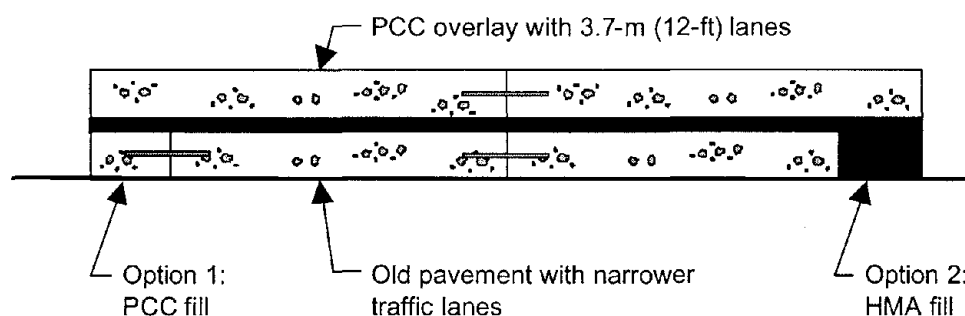 PCC overlay with 3.7-m (12-ft) lanes
Option 1:
PCC fill
Old pavement with narrower
traffic lanes
Option 2:
HMA fill